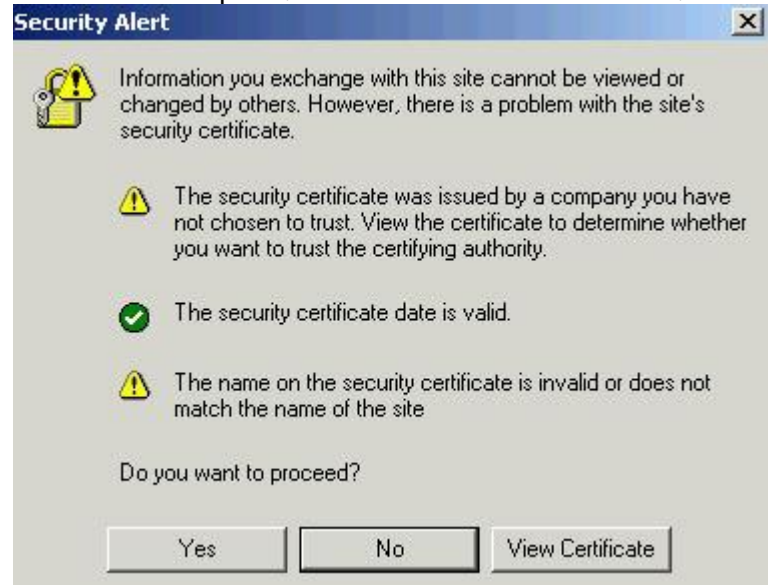 Security Alert
Information you exchange with this site cannot be viewed or
changed by others. However, there is a problem with the site's
security certificate.
The security certificate was issued by a company you have
not chosen to trust. View the certificate to determine whether
you want to trust the certifying authority.
The security certificate date is valid.
The name on the security certificate is invalid or does not
match the name of the site
Do you want to proceed?
Yes No View Certificate